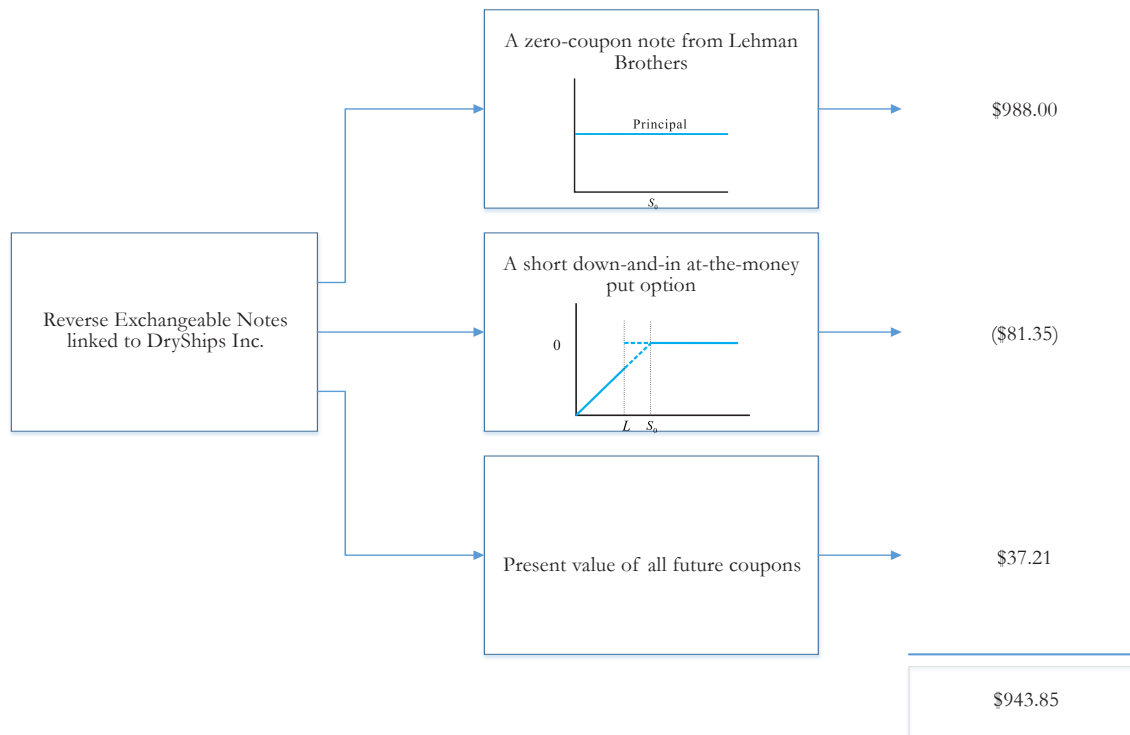 A zero-coupon note from Lehman
Brothers
Principal
S₀
$988.00
Reverse Exchangeable Notes
linked to DryShips Inc.
A short down-and-in at-the-money
put option
0
L S₀
($81.35)
Present value of all future coupons
$37.21
$943.85